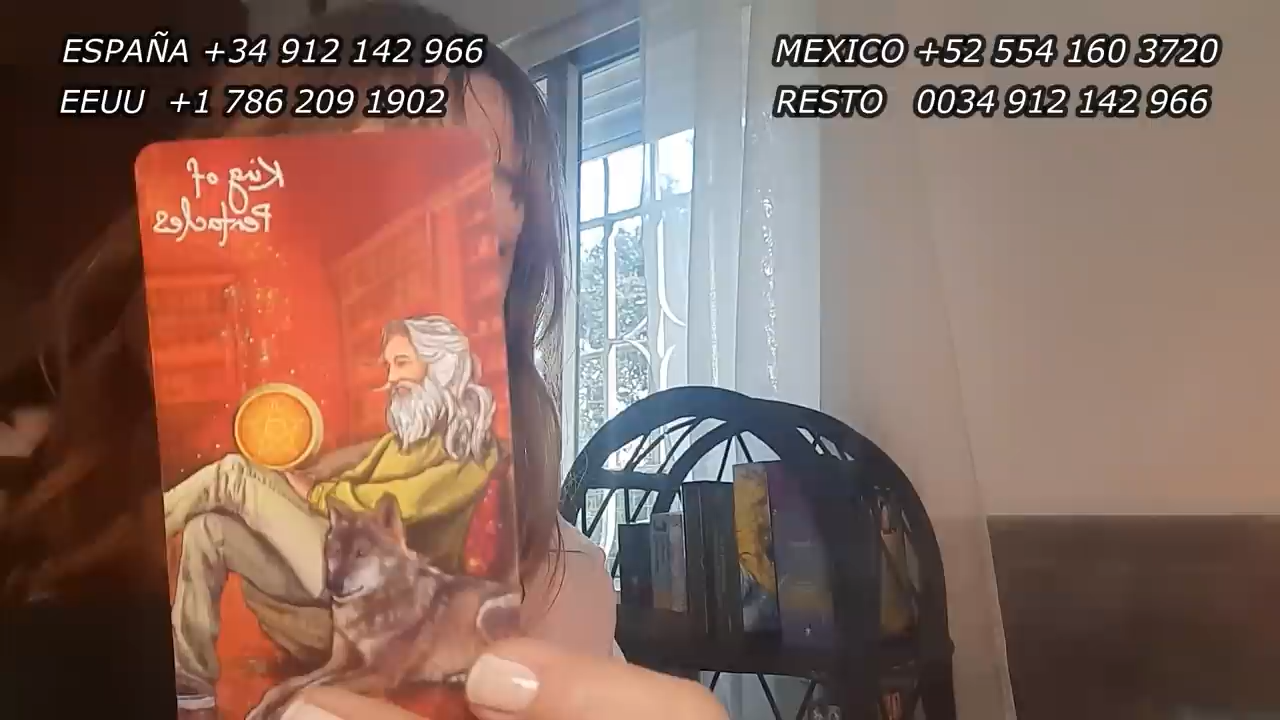 ESPAÑA +34 912 142 966
EEUU +1 786 209 1902
MEXICO +52 554 160 3720
RESTO 0034 912 142 966
King of
Pentacles